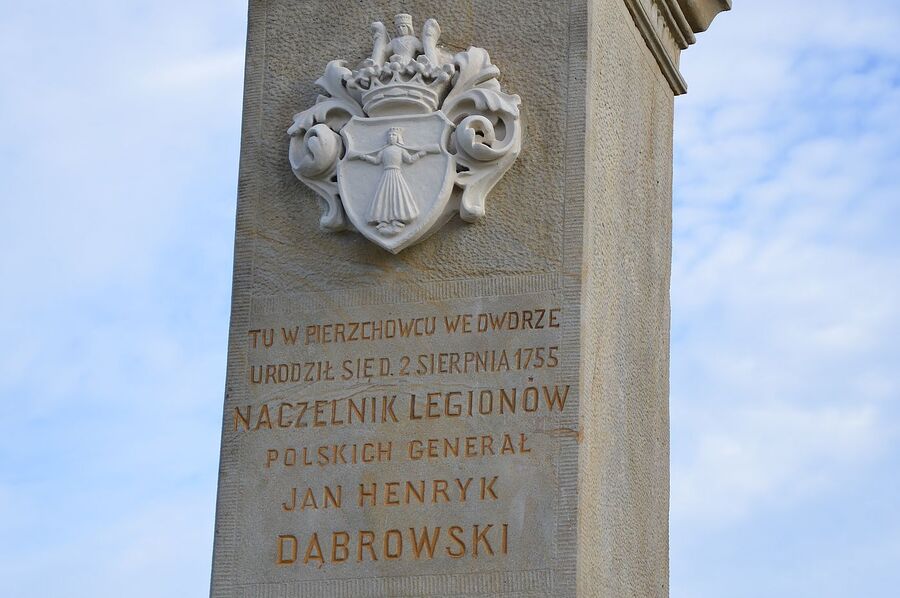 TU W PIERZCHOWCU WE DWORZE
URODZIŁ SIĘ D. 2 SIERPNIA 1755
NACZELNIK LEGIONÓW
POLSKICH GENERAŁ
JAN HENRYK
DĄBROWSKI